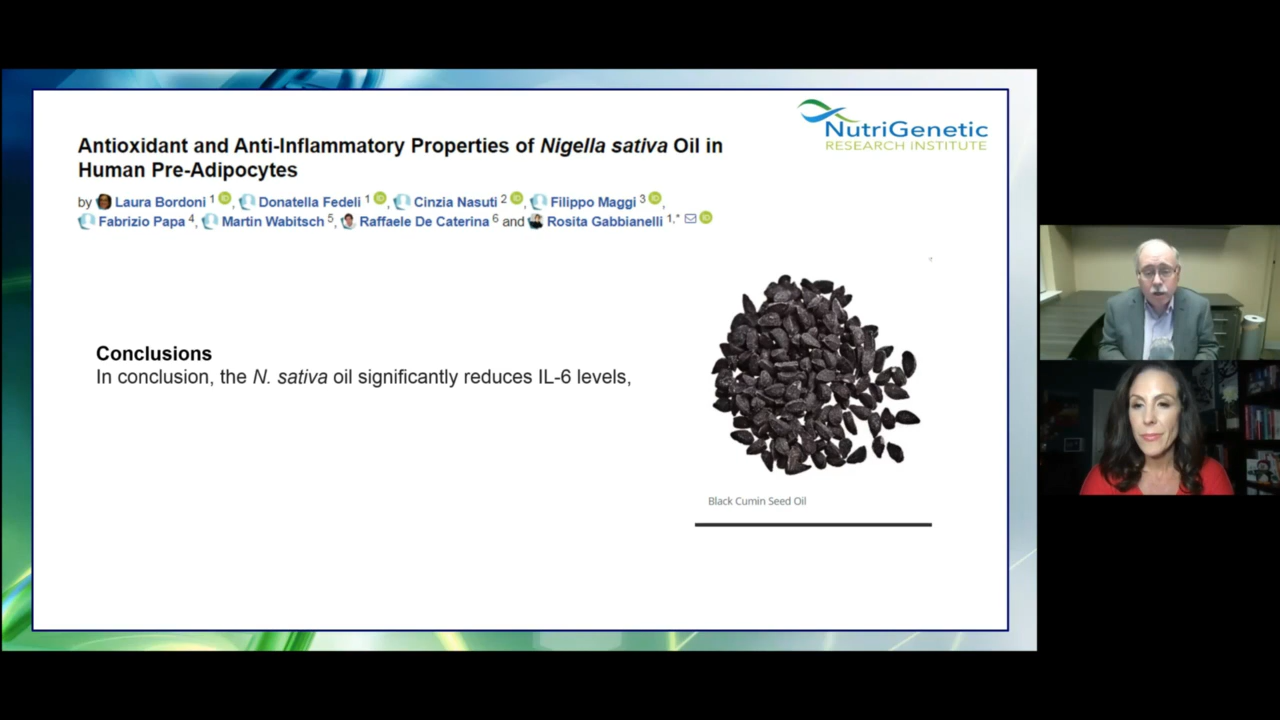 NutriGenetic
RESEARCH INSTITUTE
Antioxidant and Anti-Inflammatory Properties of Nigella sativa Oil in
Human Pre-Adipocytes
by Laura Bordoni 1, Donatella Fedeli 1, Cinzia Nasuti 2, Filippo Maggi 3,
Fabrizio Papa 4, Martin Wabitsch 5, Raffaele De Caterina 6 and Rosita Gabbianelli 1,*
Conclusions
In conclusion, the N. sativa oil significantly reduces IL-6 levels,
Black Cumin Seed Oil